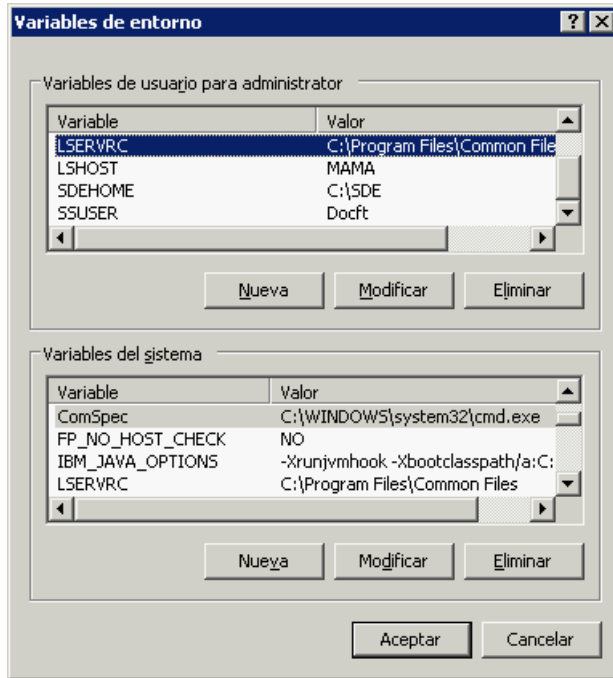 Variables de entorno
Variables de usuario para administrator
Variable Valor
LSERVRC C:\Program Files\Common File
LSHOST MAMA
SDEHOME C:\SDE
SSUSER Docft
Nueva Modificar Eliminar
Variables del sistema
Variable Valor
ComSpec C:\WINDOWS\system32\cmd.exe
FP_NO_HOST_CHECK NO
IBM_JAVA_OPTIONS -Xrunjvmhook -Xbootclasspath/a:C:
LSERVRC C:\Program Files\Common Files
Nueva Modificar Eliminar
Aceptar Cancelar